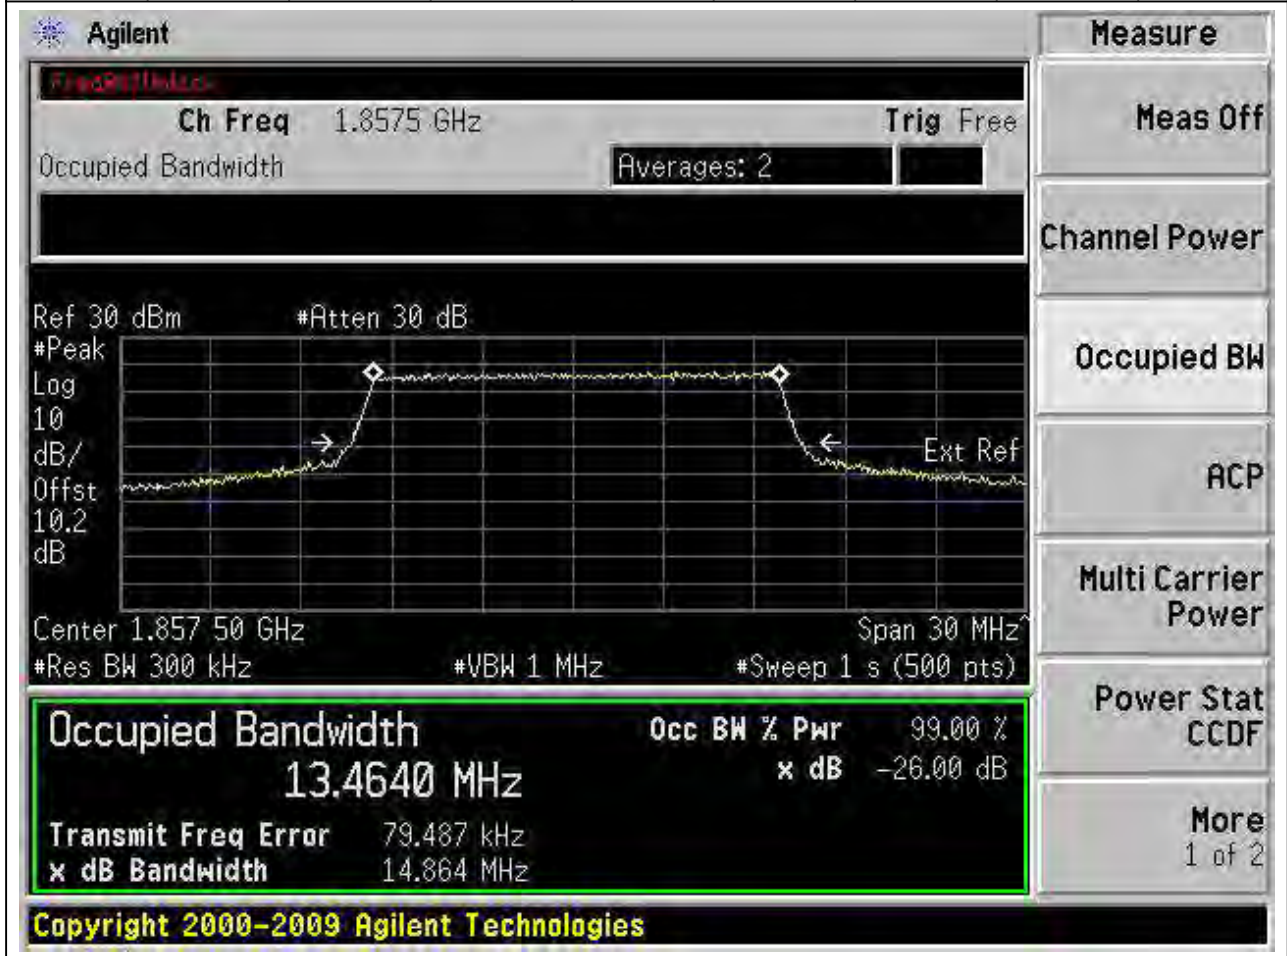 Agilent
Measure
Ch Freq 1.8575 GHz Trig Free
Occupied Bandwidth Averages: 2
Meas Off
Channel Power
Occupied BW
ACP
Multi Carrier
Power
Power Stat
CCDF
More
1 of 2
Ref 30 dBm #Atten 30 dB
#Peak
Log
10
dB/
Offst
10.2
dB
Ext Ref
Center 1.857 50 GHz Span 30 MHz^
#Res BW 300 kHz #VBW 1 MHz #Sweep 1 s (500 pts)
Occupied Bandwidth
13.4640 MHz
Occ BW % Pwr 99.00 %
x dB -26.00 dB
Transmit Freq Error 79.487 kHz
x dB Bandwidth 14.864 MHz
Copyright 2000-2009 Agilent Technologies